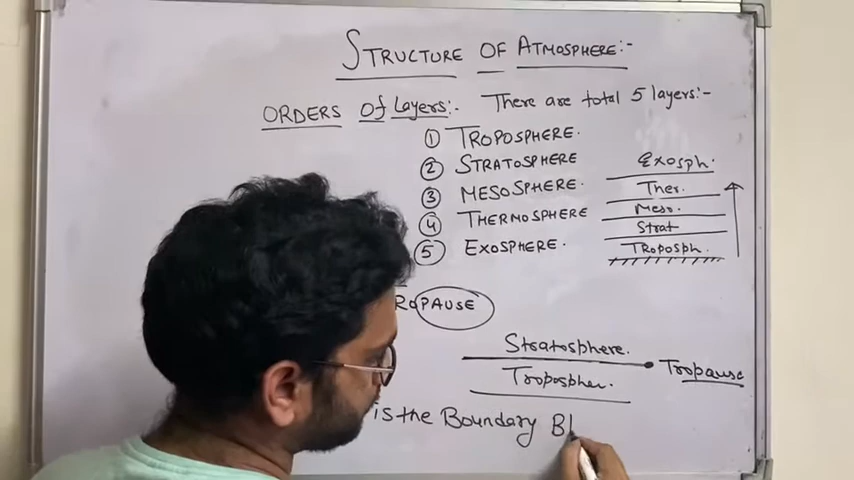 STRUCTURE OF ATMOSPHERE:-
ORDERS Of Layers:- There are total 5 layers:-
① TROPOSPHERE.
② STRATOSPHERE
③ MESOSPHERE.
④ THERMOSPHERE
⑤ EXOSPHERE.
Exosph.
Ther.
Meso.
Strat
TROPOSPH.
ROPAUSE
Stratosphere.
Tropospher.
Tropause
is the Boundary B